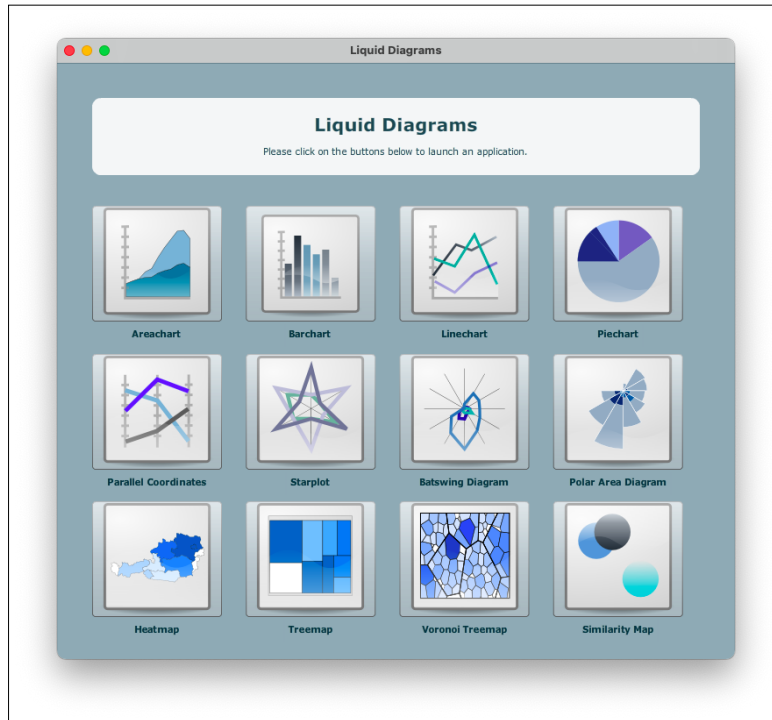 Liquid Diagrams
Liquid Diagrams
Please click on the buttons below to launch an application.
Areachart
Barchart
Linechart
Piechart
Parallel Coordinates
Starplot
Batswing Diagram
Polar Area Diagram
Heatmap
Treemap
Voronoi Treemap
Similarity Map